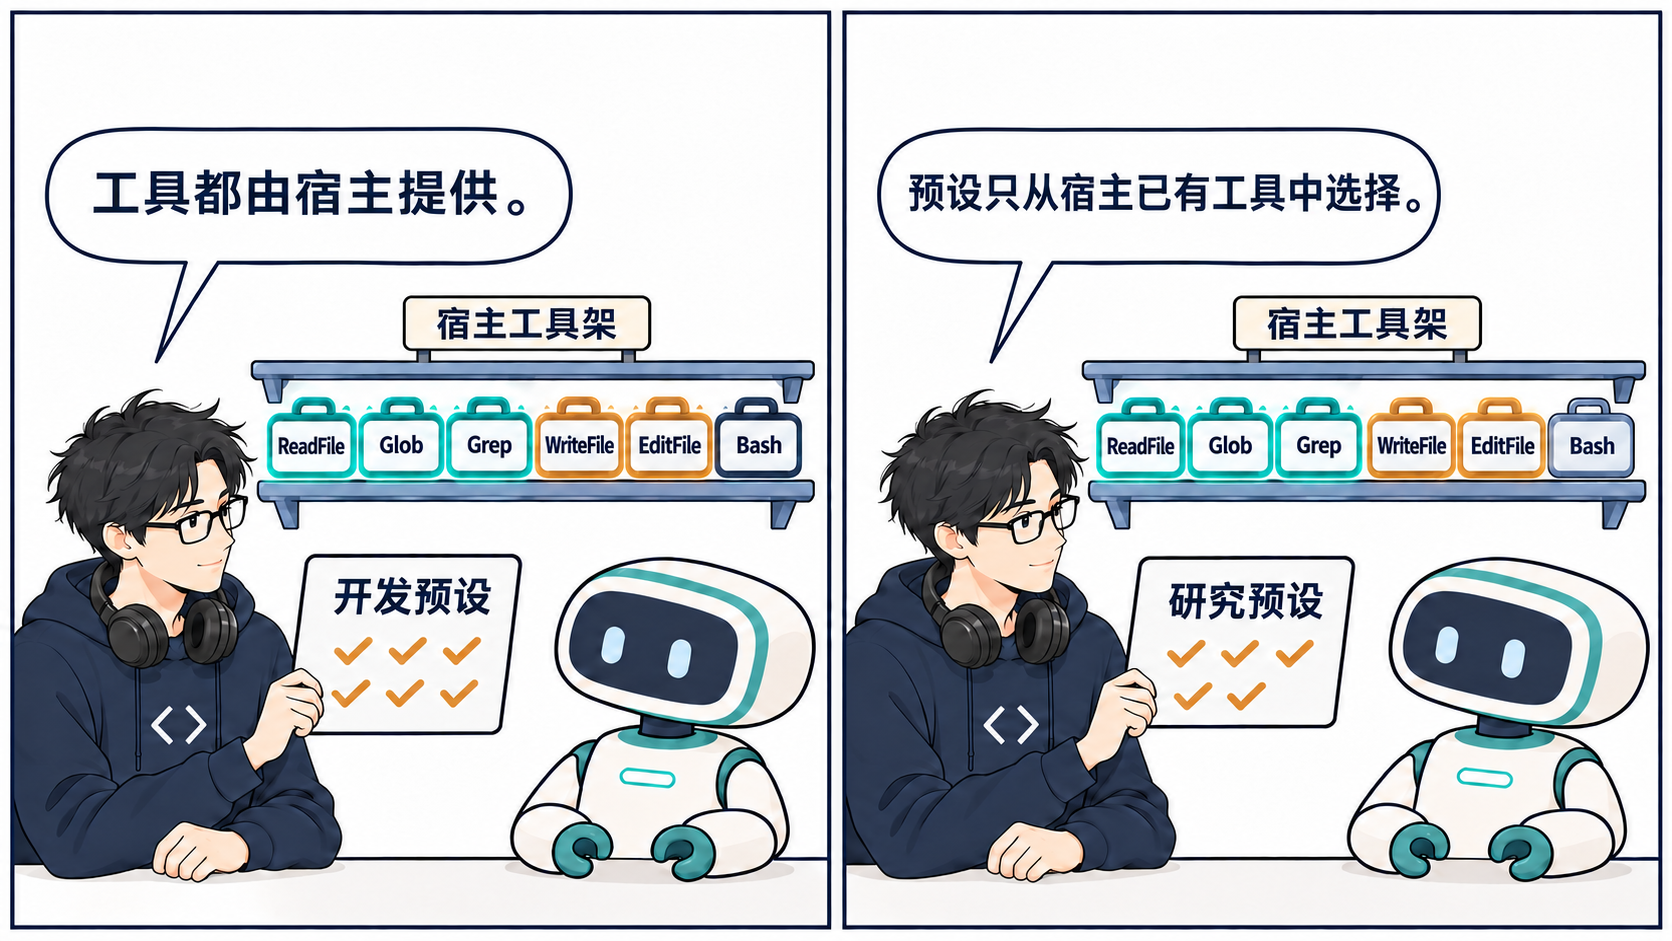 工具都由宿主提供。
宿主工具架
ReadFile
Glob
Grep
WriteFile
EditFile
Bash
开发预设
<>
预设只从宿主已有工具中选择。
宿主工具架
ReadFile
Glob
Grep
WriteFile
EditFile
Bash
研究预设
<>